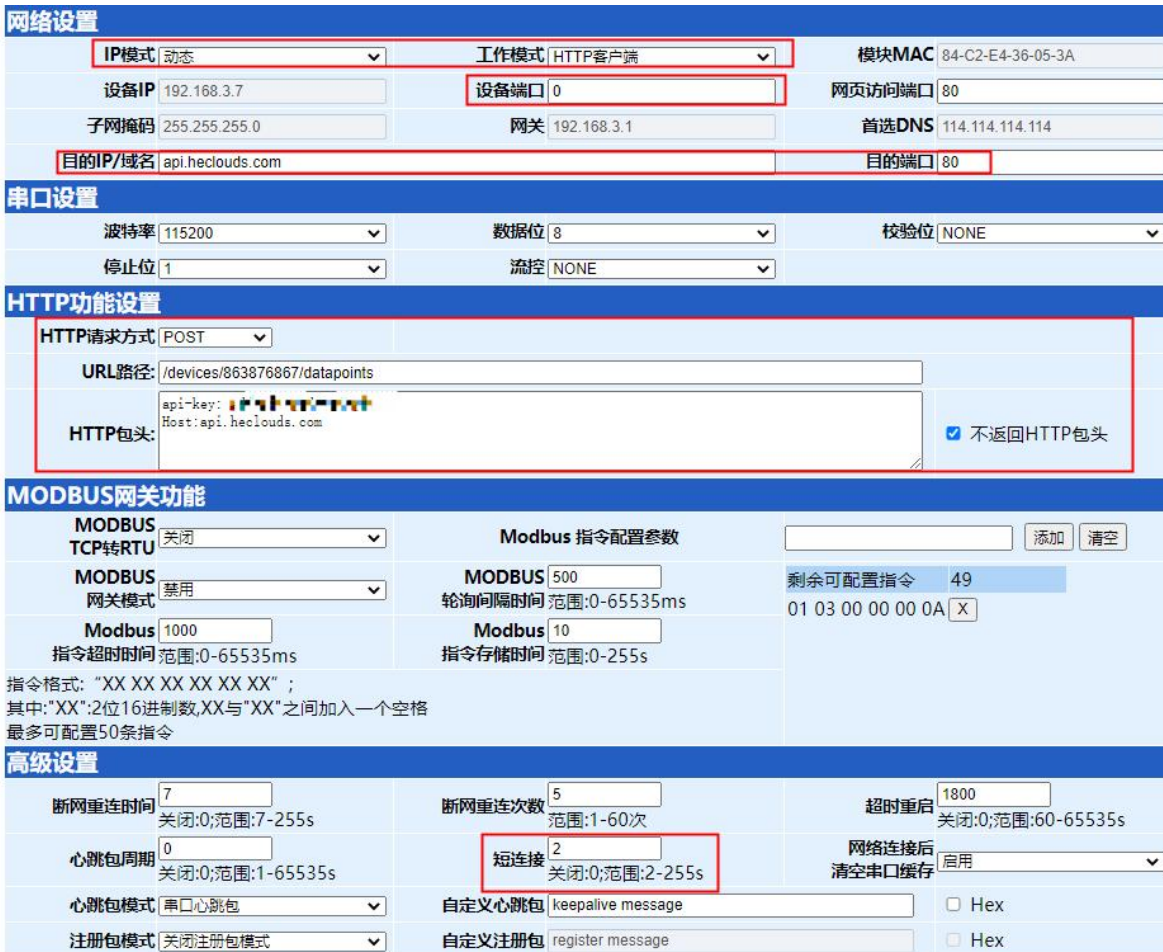 网络设置
IP模式 动态 工作模式 HTTP客户端 模块MAC 84-C2-E4-36-05-3A
设备IP 192.168.3.7 设备端口 0 网页访问端口 80
子网掩码 255.255.255.0 网关 192.168.3.1 首选DNS 114.114.114.114
目的IP/域名 api.heclouds.com 目的端口 80
串口设置
波特率 115200 数据位 8 校验位 NONE
停止位 1 流控 NONE
HTTP功能设置
HTTP请求方式 POST
URL路径: /devices/863876867/datapoints
api-key:
HTTP包头: Host:api.heclouds.com 不返回HTTP包头
MODBUS网关功能
MODBUS
TCP转RTU 关闭 Modbus 指令配置参数 添加 清空
MODBUS
网关模式 禁用 MODBUS
轮询间隔时间 500
范围:0-65535ms 剩余可配置指令 49
01 03 00 00 00 0A X
Modbus
指令超时时间 1000
范围:0-65535ms Modbus
指令存储时间 10
范围:0-255s
指令格式:“XX XX XX XX XX XX”;
其中:"XX":2位16进制数,XX与"XX"之间加入一个空格
最多可配置50条指令
高级设置
断网重连时间 7
关闭:0;范围:7-255s 断网重连次数 5
范围:1-60次 超时重启 1800
关闭:0;范围:60-65535s
心跳包周期 0
关闭:0;范围:1-65535s 短连接 2
关闭:0;范围:2-255s 网络连接后
清空串口缓存 启用
心跳包模式 串口心跳包 自定义心跳包 keepalive message Hex
注册包模式 关闭注册包模式 自定义注册包 register message Hex